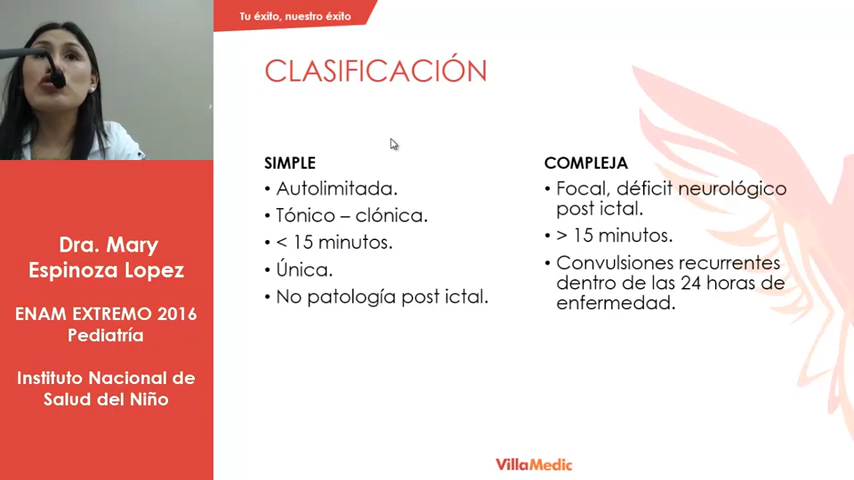 Tu éxito, nuestro éxito
CLASIFICACIÓN
SIMPLE
• Autolimitada.
• Tónico – clónica.
• < 15 minutos.
• Única.
• No patología post ictal.
COMPLEJA
• Focal, déficit neurológico
post ictal.
• > 15 minutos.
• Convulsiones recurrentes
dentro de las 24 horas de
enfermedad.
Dra. Mary
Espinoza Lopez
ENAM EXTREMO 2016
Pediatría
Instituto Nacional de
Salud del Niño
VillaMedic